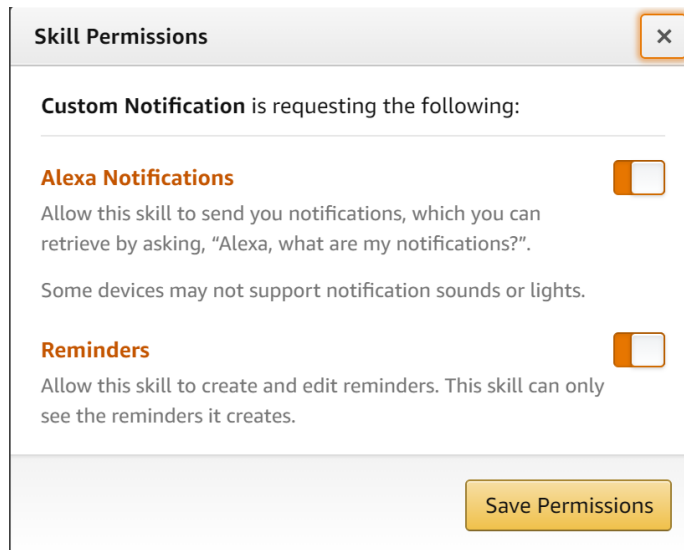 Skill Permissions
Custom Notification is requesting the following:
Alexa Notifications
Allow this skill to send you notifications, which you can
retrieve by asking, “Alexa, what are my notifications?”.
Some devices may not support notification sounds or lights.
Reminders
Allow this skill to create and edit reminders. This skill can only
see the reminders it creates.
Save Permissions